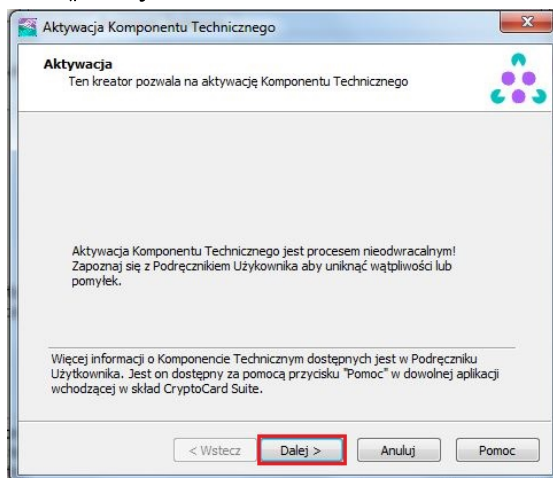 Aktywacja Komponentu Technicznego
Aktywacja
Ten kreator pozwala na aktywację Komponentu Technicznego
Aktywacja Komponentu Technicznego jest procesem nieodwracalnym!
Zapoznaj się z Podręcznikiem Użykownika aby uniknąć wątpliwości lub
pomyłek.
Więcej informacji o Komponencie Technicznym dostępnych jest w Podręczniku
Użytkownika. Jest on dostępny za pomocą przycisku "Pomoc" w dowolnej aplikacji
wchodzącej w skład CryptoCard Suite.
< Wstecz Dalej > Anuluj Pomoc